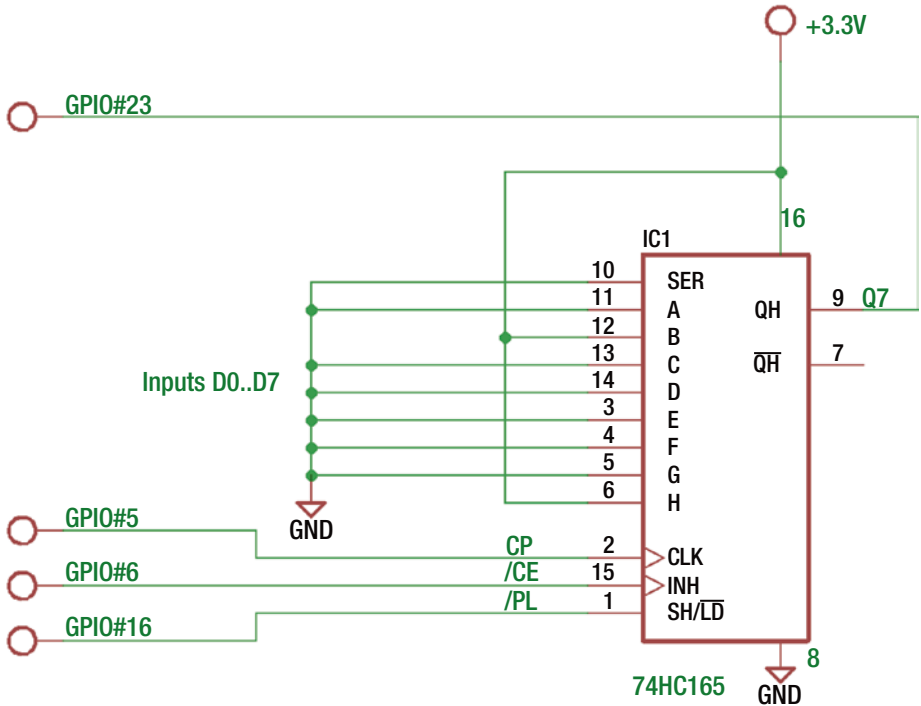 +3.3V
GPIO#23
16
IC1
10 SER
11 A
QH 9 Q7
12 B
13 C
QH 7
Inputs D0..D7
14 D
3 E
4 F
5 G
6 H
GND
GPIO#5
CP 2 CLK
GPIO#6
/CE 15 INH
/PL 1 SH/LD
GPIO#16
8
74HC165
GND